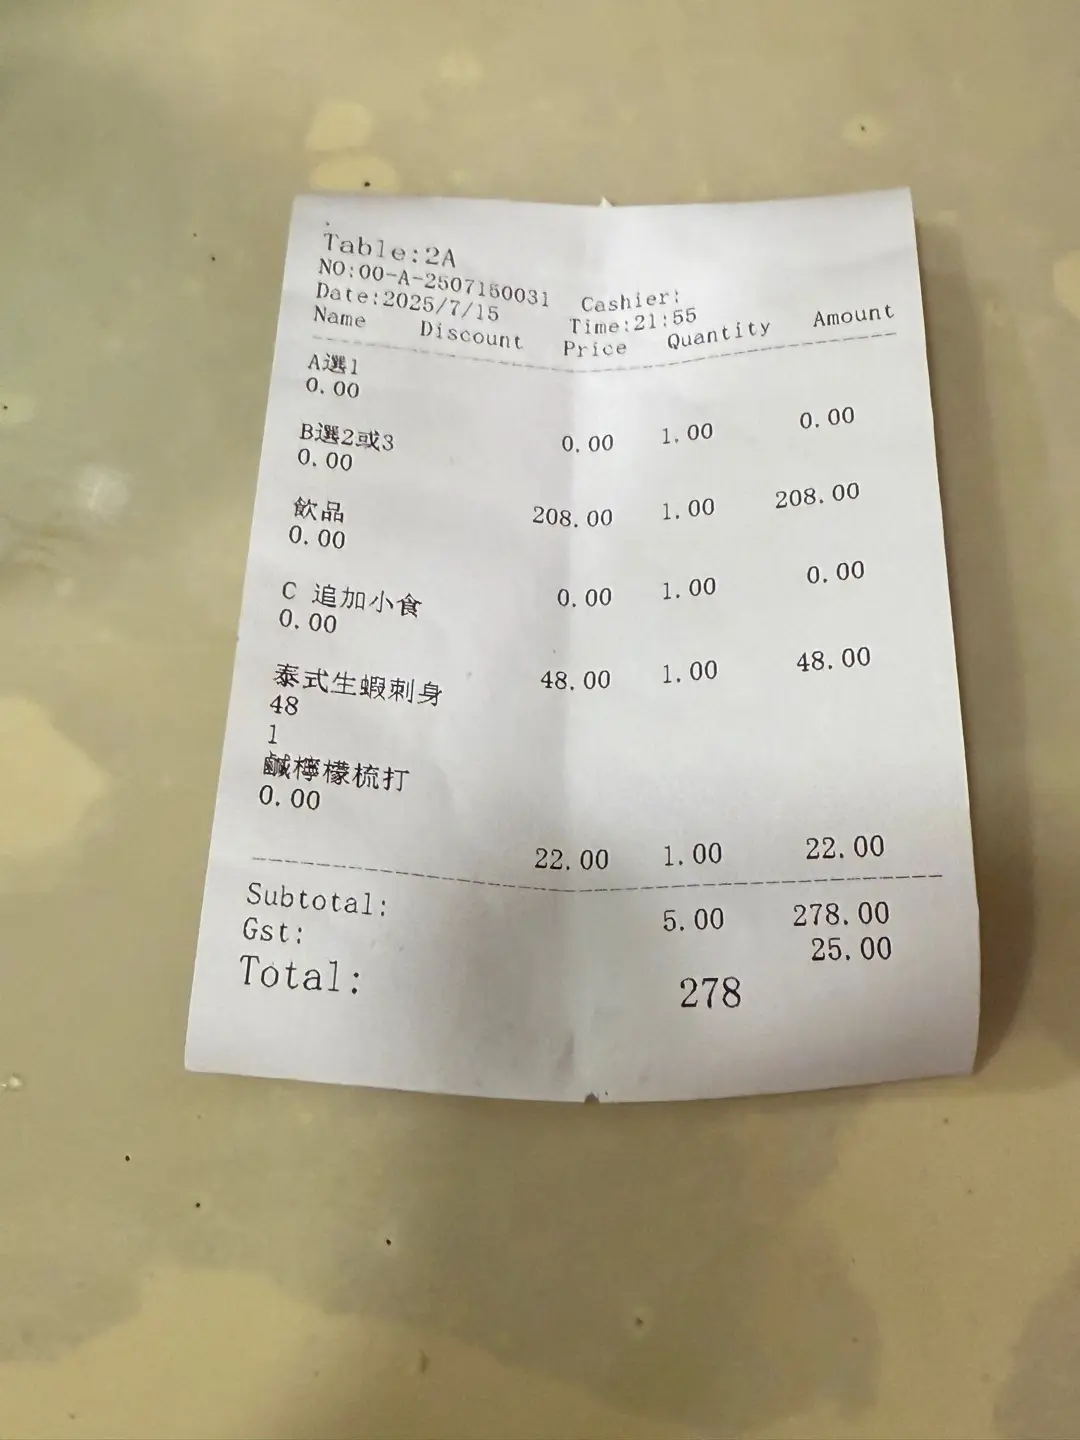 Table:2A
NO:00-A-2507150031 Cashier:
Date:2025/7/15 Time:21:55
Name Discount Price Quantity Amount
A選1
0.00
0.00 1.00 0.00
B選2或3
0.00
208.00 1.00 208.00
飲品
0.00
0.00 1.00 0.00
C 追加小食
0.00
48.00 1.00 48.00
泰式生蝦刺身
48
1
鹹檸檬梳打
0.00
22.00 1.00 22.00
Subtotal: 5.00 278.00
Gst: 25.00
Total: 278